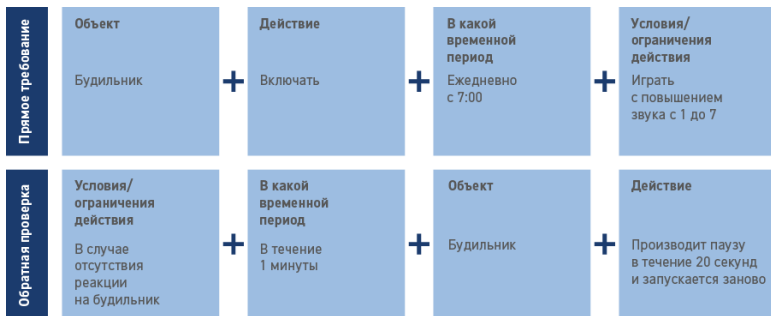 Прямое требование
Объект
Будильник
+
Действие
Включать
+
В какой
временной
период
Ежедневно
с 7:00
+
Условия/
ограничения
действия
Играть
с повышением
звука с 1 до 7
Обратная проверка
Условия/
ограничения
действия
В случае
отсутствия
реакции
на будильник
+
В какой
временной
период
В течение
1 минуты
+
Объект
Будильник
+
Действие
Производит паузу
в течение 20 секунд
и запускается заново